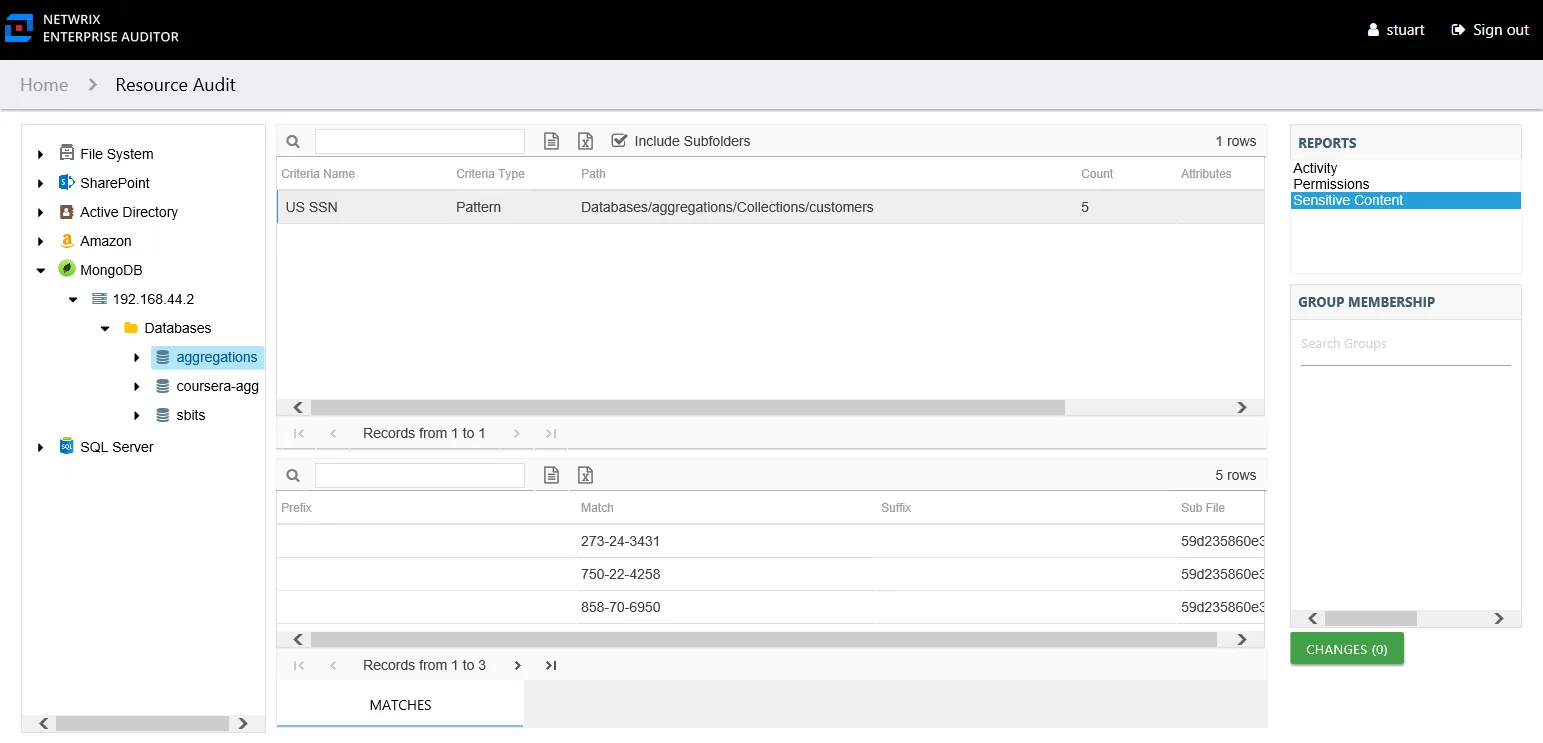 NETWRIX
ENTERPRISE AUDITOR
stuart
Sign out
Home > Resource Audit
File System
SharePoint
Active Directory
Amazon
MongoDB
192.168.44.2
Databases
aggregations
coursera-agg
sbits
SQL Server
Include Subfolders
1 rows
Criteria Name Criteria Type Path Count Attributes
US SSN Pattern Databases/aggregations/Collections/customers 5
Records from 1 to 1
5 rows
Prefix Match Suffix Sub File
273-24-3431 59d235860e3
750-22-4258 59d235860e3
858-70-6950 59d235860e3
Records from 1 to 3
MATCHES
REPORTS
Activity
Permissions
Sensitive Content
GROUP MEMBERSHIP
Search Groups
CHANGES (0)